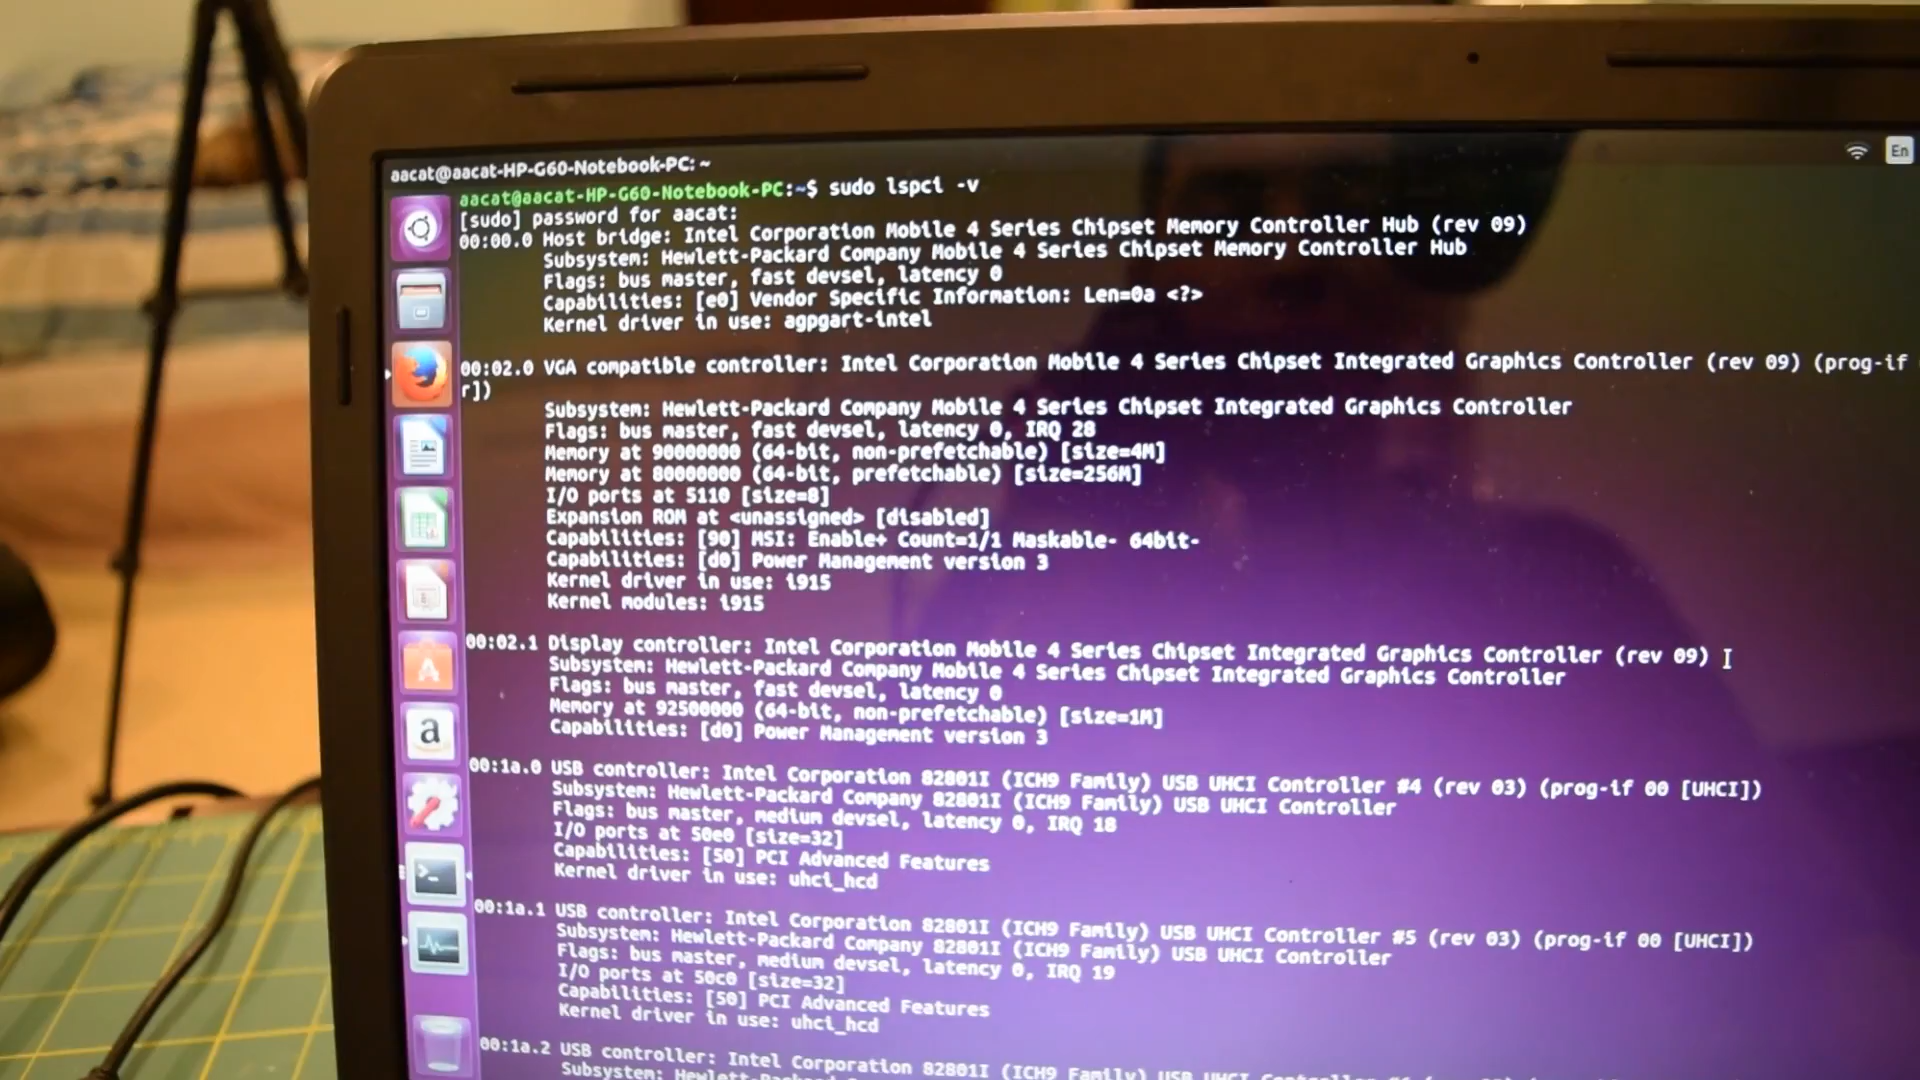 aacat@aacat-HP-G60-Notebook-PC: ~
En
aacat@aacat-HP-G60-Notebook-PC:~$ sudo lspci -v
[sudo] password for aacat:
00:00.0 Host bridge: Intel Corporation Mobile 4 Series Chipset Memory Controller Hub (rev 09)
Subsystem: Hewlett-Packard Company Mobile 4 Series Chipset Memory Controller Hub
Flags: bus master, fast devsel, latency 0
Capabilities: [e0] Vendor Specific Information: Len=0a <?>
Kernel driver in use: agpgart-intel
00:02.0 VGA compatible controller: Intel Corporation Mobile 4 Series Chipset Integrated Graphics Controller (rev 09) (prog-if
r])
Subsystem: Hewlett-Packard Company Mobile 4 Series Chipset Integrated Graphics Controller
Flags: bus master, fast devsel, latency 0, IRQ 28
Memory at 90000000 (64-bit, non-prefetchable) [size=4M]
Memory at 80000000 (64-bit, prefetchable) [size=256M]
I/O ports at 5110 [size=8]
Expansion ROM at <unassigned> [disabled]
Capabilities: [90] MSI: Enable+ Count=1/1 Maskable- 64bit-
Capabilities: [d0] Power Management version 3
Kernel driver in use: i915
Kernel modules: i915
00:02.1 Display controller: Intel Corporation Mobile 4 Series Chipset Integrated Graphics Controller (rev 09)
Subsystem: Hewlett-Packard Company Mobile 4 Series Chipset Integrated Graphics Controller
Flags: bus master, fast devsel, latency 0
Memory at 92500000 (64-bit, non-prefetchable) [size=1M]
Capabilities: [d0] Power Management version 3
00:1a.0 USB controller: Intel Corporation 82801I (ICH9 Family) USB UHCI Controller #4 (rev 03) (prog-if 00 [UHCI])
Subsystem: Hewlett-Packard Company 82801I (ICH9 Family) USB UHCI Controller
Flags: bus master, medium devsel, latency 0, IRQ 18
I/O ports at 50e0 [size=32]
Capabilities: [50] PCI Advanced Features
Kernel driver in use: uhci_hcd
00:1a.1 USB controller: Intel Corporation 82801I (ICH9 Family) USB UHCI Controller #5 (rev 03) (prog-if 00 [UHCI])
Subsystem: Hewlett-Packard Company 82801I (ICH9 Family) USB UHCI Controller
Flags: bus master, medium devsel, latency 0, IRQ 19
I/O ports at 50c0 [size=32]
Capabilities: [50] PCI Advanced Features
Kernel driver in use: uhci_hcd
00:1a.2 USB controller: Intel Corporation 82801I (ICH9 Family) USB UHCI Controller
Subsystem: